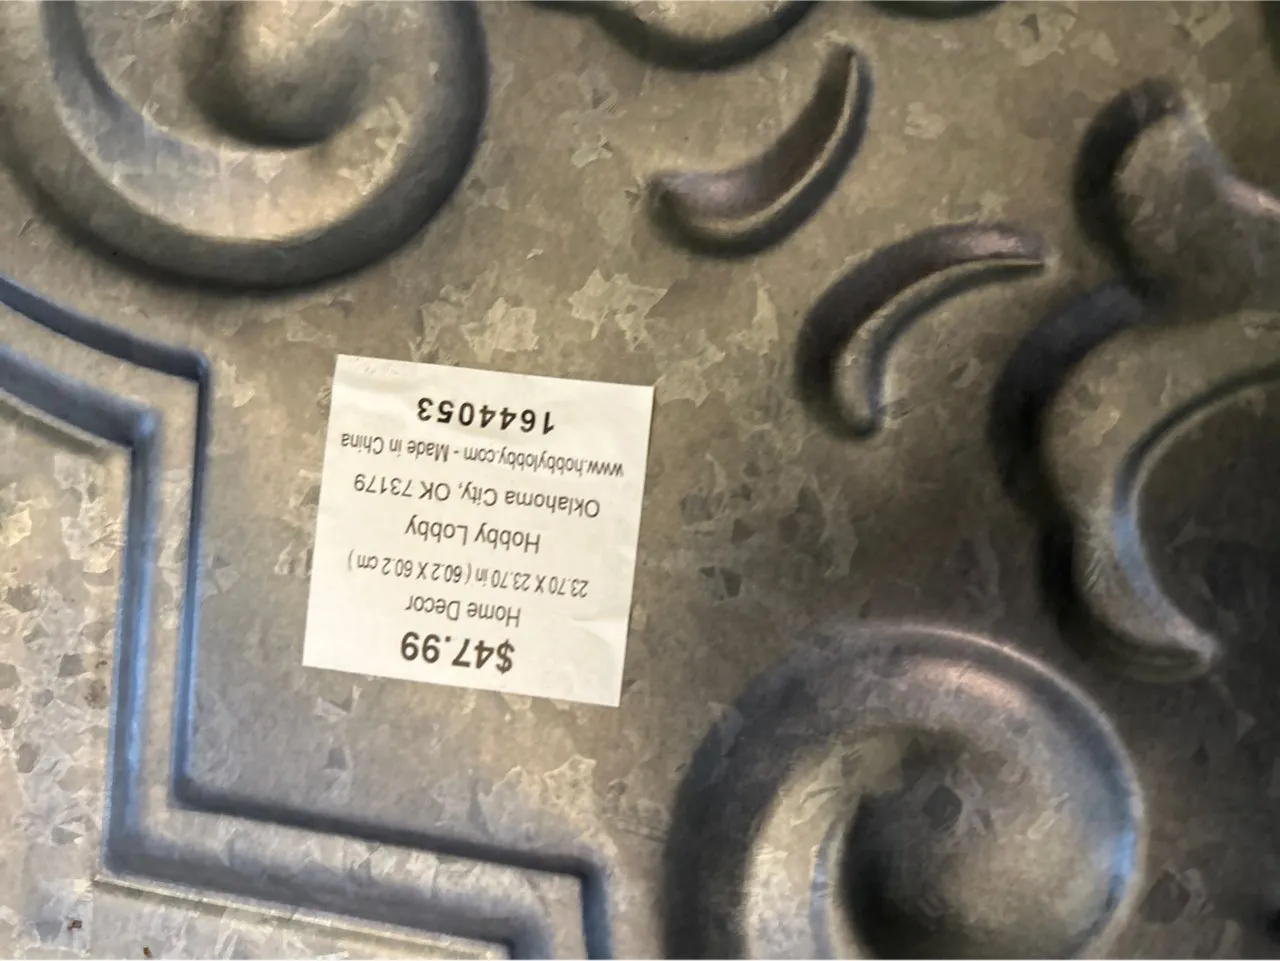 $47.99
Home Decor
23.70 X 23.70 in ( 60.2 X 60.2 cm )
Hobby Lobby
Oklahoma City, OK 73179
www.hobbylobby.com - Made in China
1644053